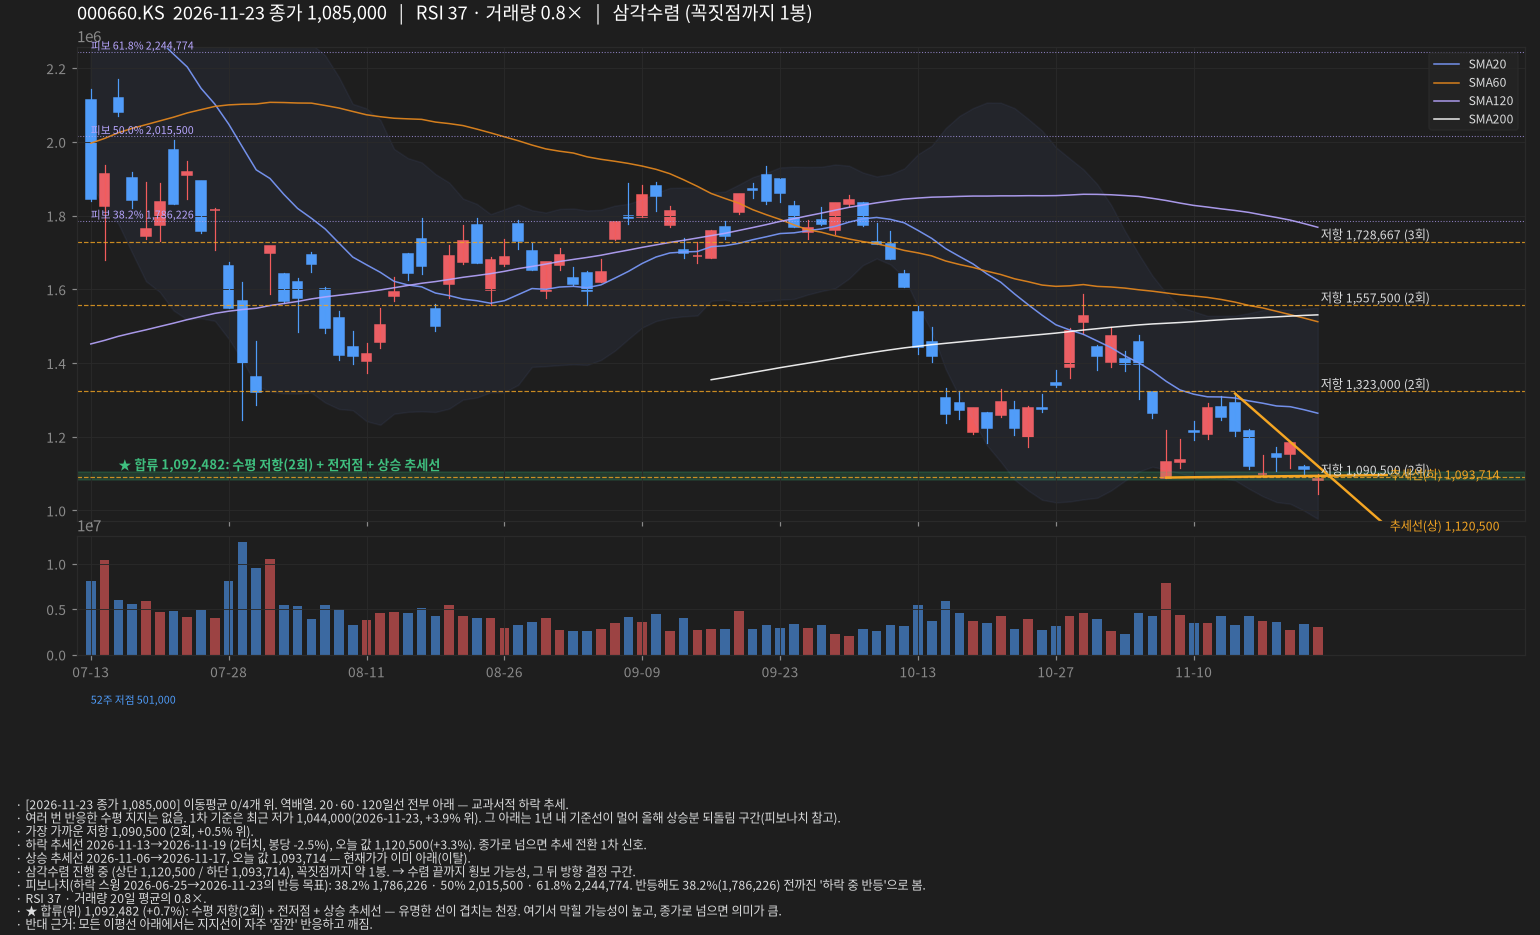 000660.KS 2026-11-23 종가 1,085,000 | RSI 37 · 거래량 0.8× | 삼각수렴 (꼭짓점까지 1봉)
1e6
피보 61.8% 2,244,774
SMA20
SMA60
SMA120
SMA200
2.2
피보 50.0% 2,015,500
2.0
피보 38.2% 1,786,226
1.8
저항 1,728,667 (3회)
1.6
저항 1,557,500 (2회)
1.4
저항 1,323,000 (2회)
1.2
★ 합류 1,092,482: 수평 저항(2회) + 전저점 + 상승 추세선
저항 1,090,500 (2회)
추세선(하) 1,093,714
1.0
추세선(상) 1,120,500
1e7
1.0
0.5
0.0
07-13 07-28 08-11 08-26 09-09 09-23 10-13 10-27 11-10
52주 저점 501,000
· [2026-11-23 종가 1,085,000] 이동평균 0/4개 위. 역배열. 20·60·120일선 전부 아래 — 교과서적 하락 추세.
· 여러 번 반응한 수평 지지는 없음. 1차 기준은 최근 저가 1,044,000(2026-11-23, +3.9% 위). 그 아래는 1년 내 기준선이 멀어 올해 상승분 되돌림 구간(피보나치 참고).
· 가장 가까운 저항 1,090,500 (2회, +0.5% 위).
· 하락 추세선 2026-11-13→2026-11-19 (2터치, 봉당 -2.5%), 오늘 값 1,120,500(+3.3%). 종가로 넘으면 추세 전환 1차 신호.
· 상승 추세선 2026-11-06→2026-11-17, 오늘 값 1,093,714 — 현재가가 이미 아래(이탈).
· 삼각수렴 진행 중 (상단 1,120,500 / 하단 1,093,714), 꼭짓점까지 약 1봉. → 수렴 끝까지 횡보 가능성, 그 뒤 방향 결정 구간.
· 피보나치(하락 스윙 2026-06-25→2026-11-23의 반등 목표): 38.2% 1,786,226 · 50% 2,015,500 · 61.8% 2,244,774. 반등해도 38.2%(1,786,226) 전까진 '하락 중 반등'으로 봄.
· RSI 37 · 거래량 20일 평균의 0.8×.
· ★ 합류(위) 1,092,482 (+0.7%): 수평 저항(2회) + 전저점 + 상승 추세선 — 유명한 선이 겹치는 천장. 여기서 막힐 가능성이 높고, 종가로 넘으면 의미가 큼.
· 반대 근거: 모든 이평선 아래에서는 지지선이 자주 '잠깐' 반응하고 깨짐.